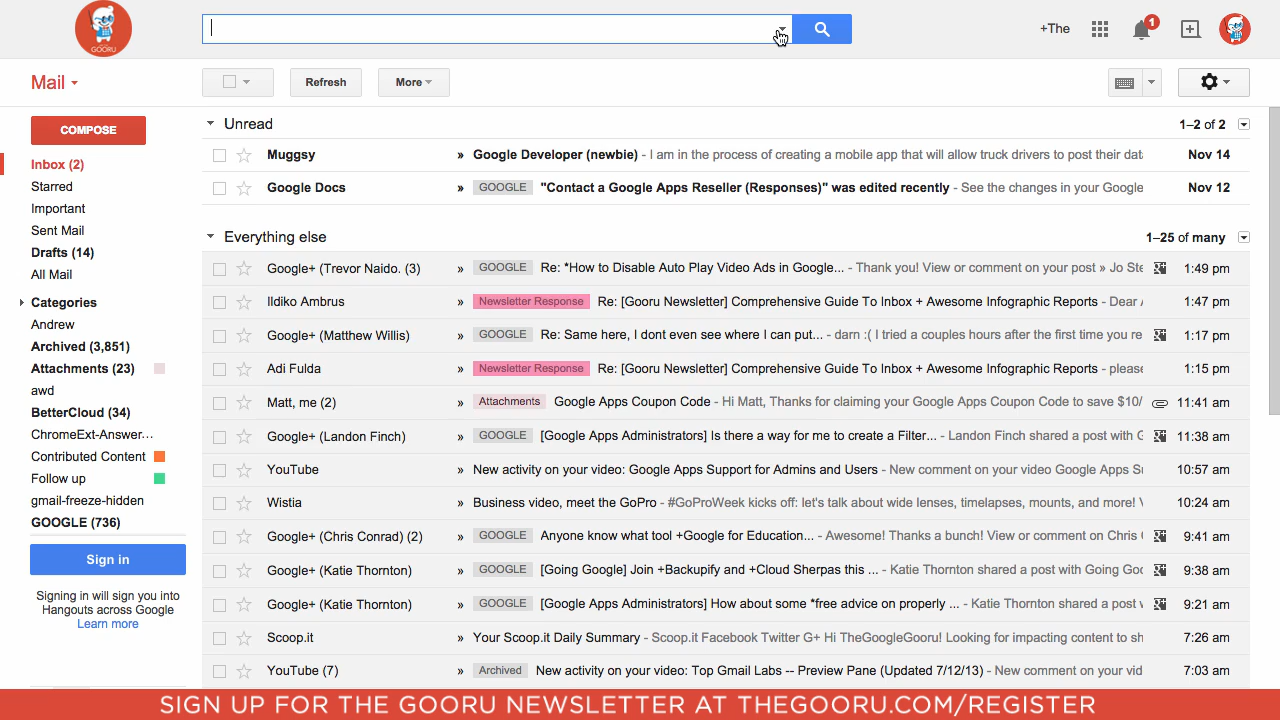 GOORU
+The
1
Mail
Refresh
More
COMPOSE
Inbox (2)
Starred
Important
Sent Mail
Drafts (14)
All Mail
Categories
Andrew
Archived (3,851)
Attachments (23)
awd
BetterCloud (34)
ChromeExt-Answer...
Contributed Content
Follow up
gmail-freeze-hidden
GOOGLE (736)
Sign in
Signing in will sign you into
Hangouts across Google
Learn more
Unread 1–2 of 2
Muggsy » Google Developer (newbie) - I am in the process of creating a mobile app that will allow truck drivers to post their data Nov 14
Google Docs » GOOGLE "Contact a Google Apps Reseller (Responses)" was edited recently - See the changes in your Google Nov 12
Everything else 1–25 of many
Google+ (Trevor Naido. (3) » GOOGLE Re: *How to Disable Auto Play Video Ads in Google... - Thank you! View or comment on your post » Jo Ste 1:49 pm
Ildiko Ambrus » Newsletter Response Re: [Gooru Newsletter] Comprehensive Guide To Inbox + Awesome Infographic Reports - Dear 1:47 pm
Google+ (Matthew Willis) » GOOGLE Re: Same here, I dont even see where I can put... - darn :( I tried a couples hours after the first time you re 1:17 pm
Adi Fulda » Newsletter Response Re: [Gooru Newsletter] Comprehensive Guide To Inbox + Awesome Infographic Reports - please 1:15 pm
Matt, me (2) » Attachments Google Apps Coupon Code - Hi Matt, Thanks for claiming your Google Apps Coupon Code to save $10/ 11:41 am
Google+ (Landon Finch) » GOOGLE [Google Apps Administrators] Is there a way for me to create a Filter... - Landon Finch shared a post with G 11:38 am
YouTube » New activity on your video: Google Apps Support for Admins and Users - New comment on your video Google Apps Su 10:57 am
Wistia » Business video, meet the GoPro - #GoProWeek kicks off: let's talk about wide lenses, timelapses, mounts, and more! 10:24 am
Google+ (Chris Conrad) (2) » GOOGLE Anyone know what tool +Google for Education... - Awesome! Thanks a bunch! View or comment on Chris 9:41 am
Google+ (Katie Thornton) » GOOGLE [Going Google] Join +Backupify and +Cloud Sherpas this ... - Katie Thornton shared a post with Going Goo 9:38 am
Google+ (Katie Thornton) » GOOGLE [Google Apps Administrators] How about some *free advice on properly ... - Katie Thornton shared a post 9:21 am
Scoop.it » Your Scoop.it Daily Summary - Scoop.it Facebook Twitter G+ Hi TheGoogleGooru! Looking for impacting content to sh 7:26 am
YouTube (7) » Archived New activity on your video: Top Gmail Labs -- Preview Pane (Updated 7/12/13) - New comment on your vid 7:03 am
SIGN UP FOR THE GOORU NEWSLETTER AT THEGOORU.COM/REGISTER